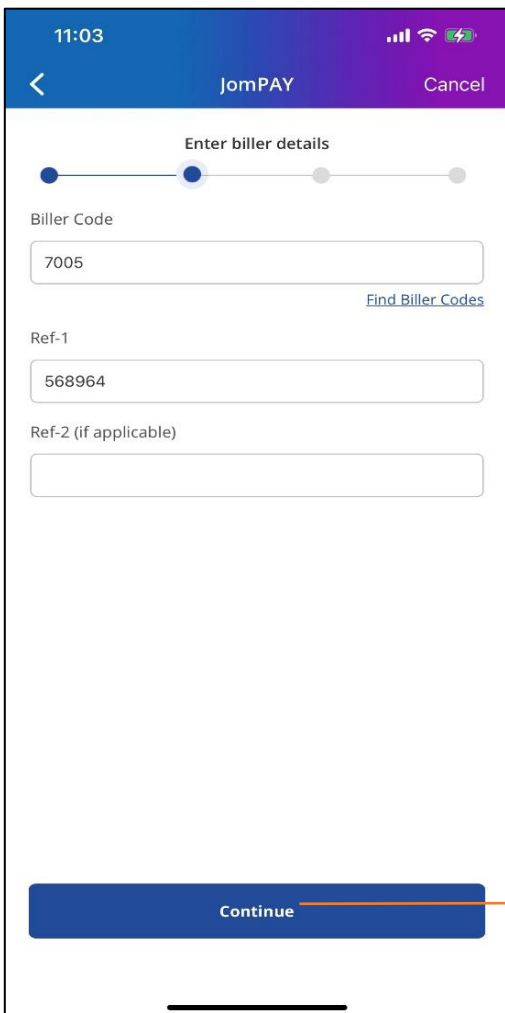 11:03
JomPAY Cancel
Enter biller details
Biller Code
7005
Find Biller Codes
Ref-1
568964
Ref-2 (if applicable)
Continue